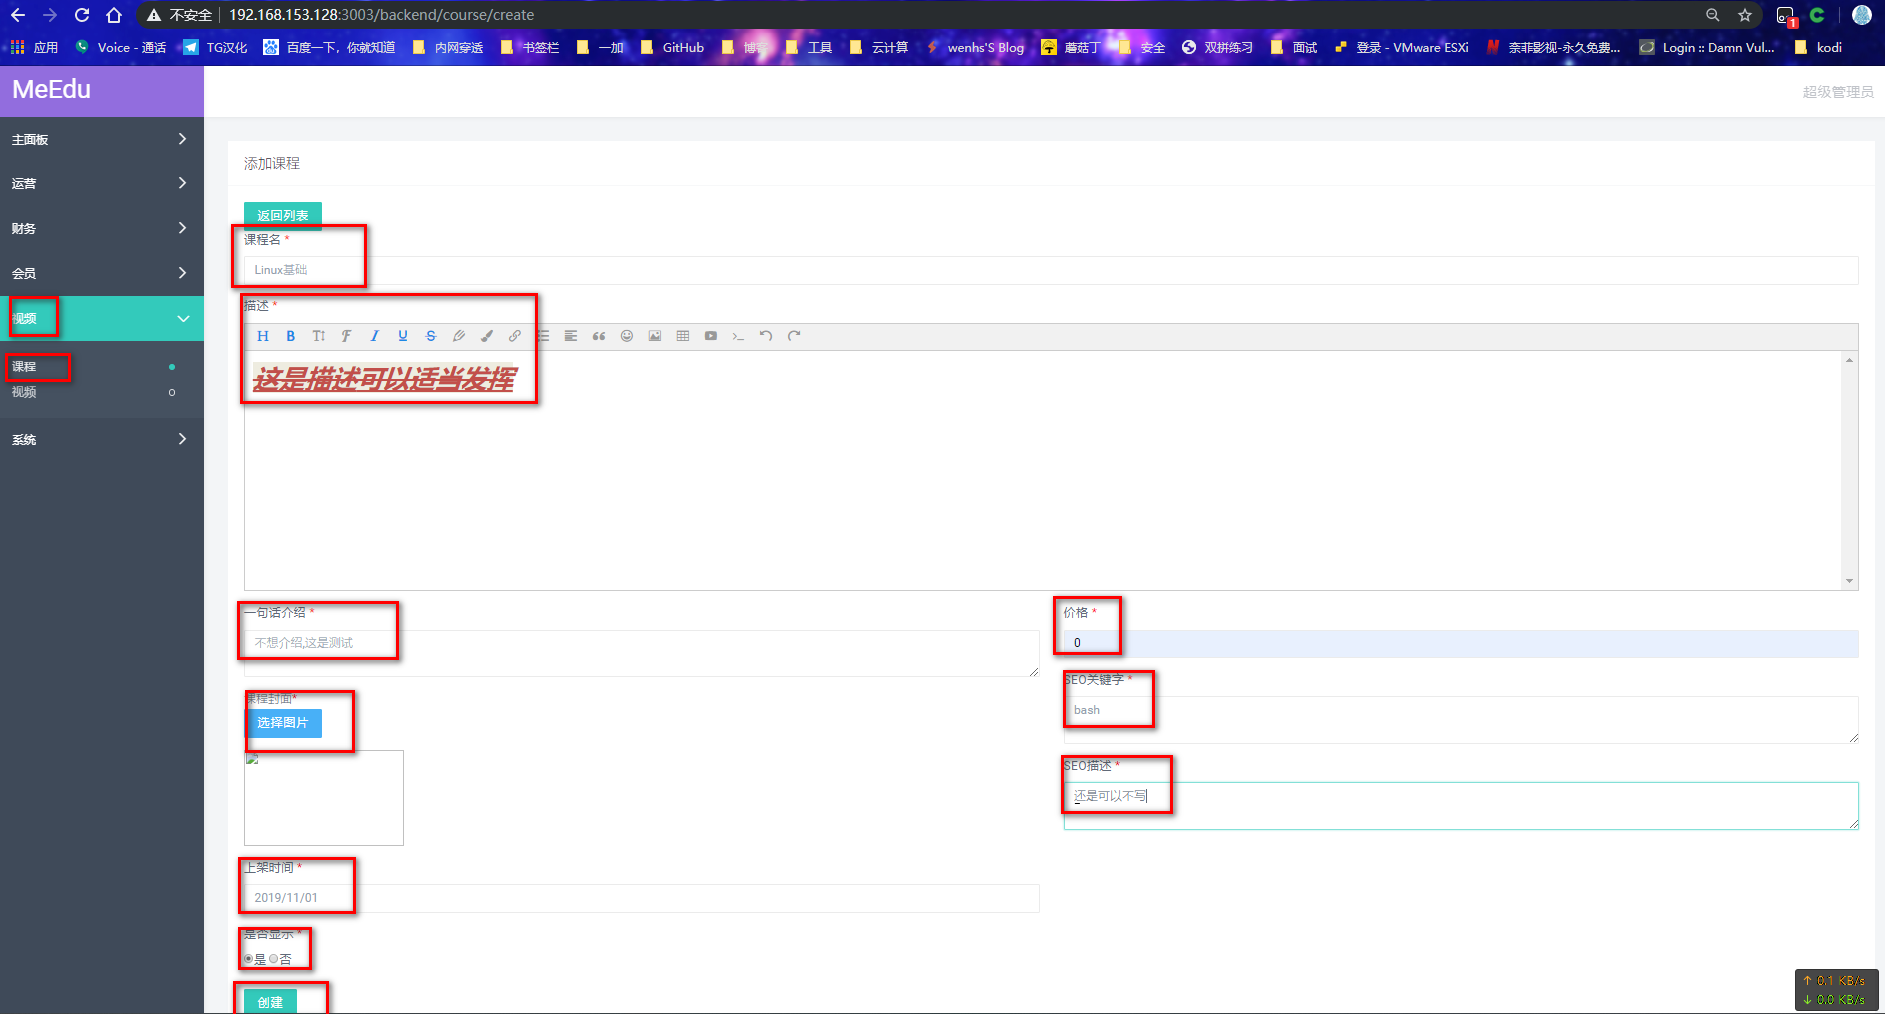 不安全 192.168.153.128:3003/backend/course/create
应用 Voice - 通话 TG汉化 百度一下，你就知道 内网穿透 书签栏 一加 GitHub 博客 工具 云计算 wenhs'S Blog 蘑菇丁 安全 双拼练习 面试 登录 - VMware ESXi 奈菲影视-永久免费... Login :: Damn Vul... kodi
MeEdu
超级管理员
主面板
运营
财务
会员
视频
课程
视频
系统
添加课程
返回列表
课程名 *
Linux基础
描述 *
这是描述可以适当发挥
一句话介绍 *
不想介绍,这是测试
价格 *
0
课程封面*
选择图片
SEO关键字 *
bash
SEO描述 *
还是可以不写
上架时间 *
2019/11/01
是否显示 *
是 否
创建
↑ 0.1 KB/s
↓ 0.0 KB/s